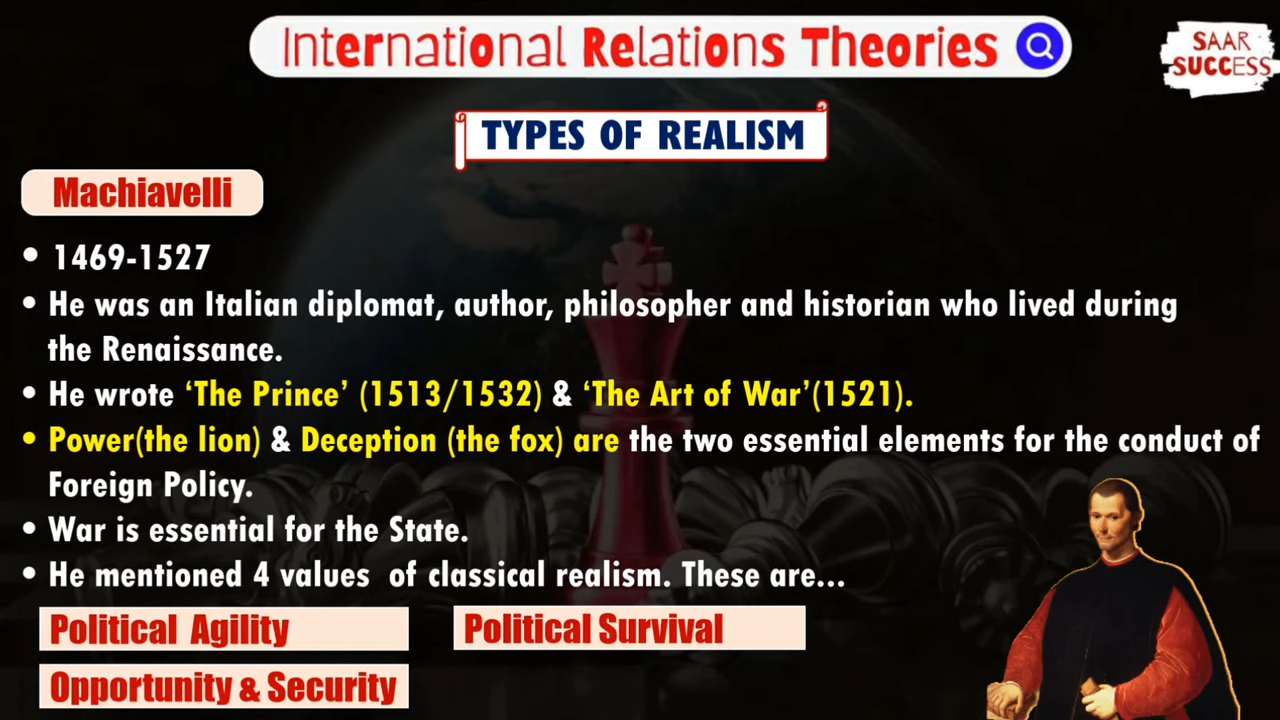 International Relations Theories
SAAR
SUCCESS
TYPES OF REALISM
Machiavelli
• 1469-1527
• He was an Italian diplomat, author, philosopher and historian who lived during
the Renaissance.
• He wrote ‘The Prince’ (1513/1532) & ‘The Art of War’(1521).
• Power(the lion) & Deception (the fox) are the two essential elements for the conduct of
Foreign Policy.
• War is essential for the State.
• He mentioned 4 values of classical realism. These are...
Political Agility
Political Survival
Opportunity & Security